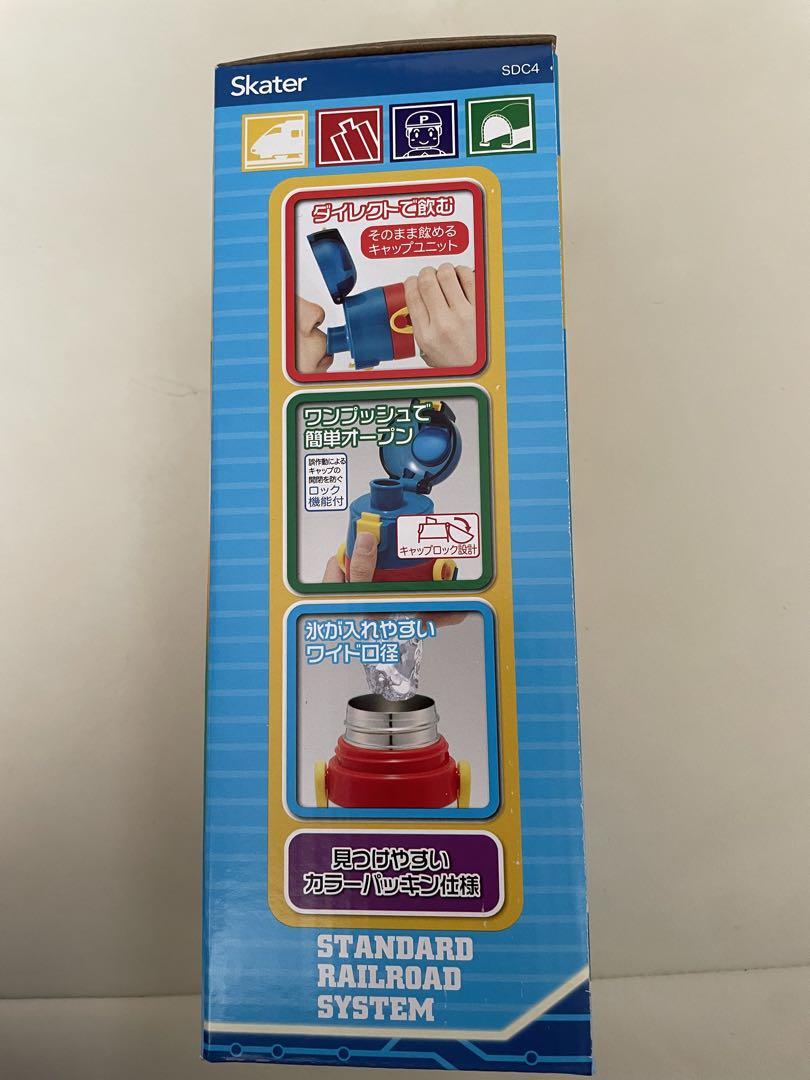 Skater
SDC4
P
ダイレクトで飲む
そのまま飲める
キャップユニット
ワンプッシュで
簡単オープン
誤作動による
キャップの
開閉を防ぐ
ロック
機能付
キャップロック設計
氷が入れやすい
ワイド口径
見つけやすい
カラーパッキン仕様
STANDARD
RAILROAD
SYSTEM